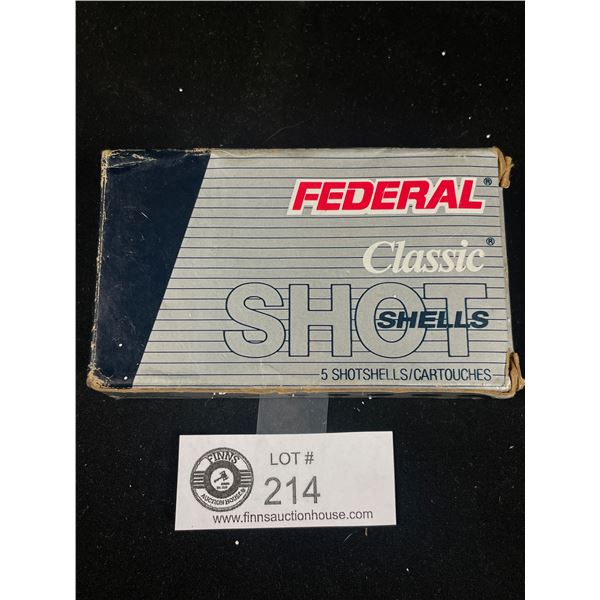 FEDERAL®
Classic®
SHOT
SHELLS
5 SHOTSHELLS/CARTOUCHES
FINNS
AUCTION HOUSE
LOT #
214
www.finnsauctionhouse.com